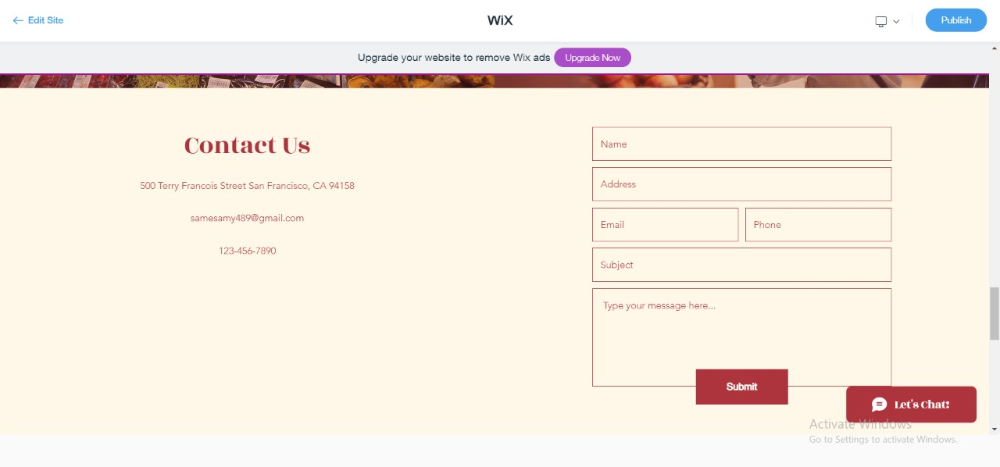 Edit Site
WiX
Publish
Upgrade your website to remove Wix ads
Upgrade Now
Contact Us
500 Terry Francois Street San Francisco, CA 94158
samesamy489@gmail.com
123-456-7890
Name
Address
Email
Phone
Subject
Type your message here...
Submit
Let's Chat!
Activate Windows
Go to Settings to activate Windows.